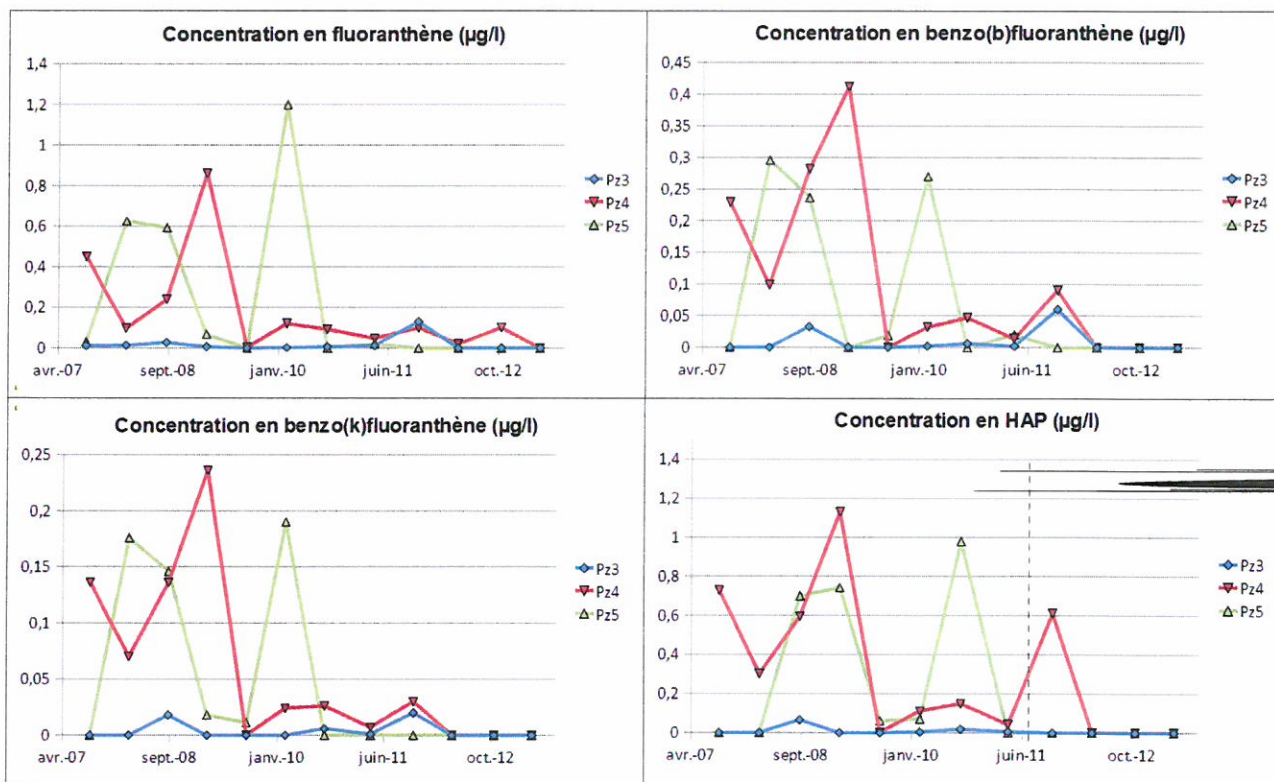 Concentration en fluoranthène (µg/l)
1,4
1,2
1
0,8
0,6
0,4
0,2
0
avr.-07
sept.-08
janv.-10
juin-11
oct.-12
Pz3
Pz4
Pz5
Concentration en benzo(b)fluoranthène (µg/l)
0,45
0,4
0,35
0,3
0,25
0,2
0,15
0,1
0,05
0
avr.-07
sept.-08
janv.-10
juin-11
oct.-12
Pz3
Pz4
Pz5
Concentration en benzo(k)fluoranthène (µg/l)
0,25
0,2
0,15
0,1
0,05
0
avr.-07
sept.-08
janv.-10
juin-11
oct.-12
Pz3
Pz4
Pz5
Concentration en HAP (µg/l)
1,4
1,2
1
0,8
0,6
0,4
0,2
0
avr.-07
sept.-08
janv.-10
juin-11
oct.-12
Pz3
Pz4
Pz5